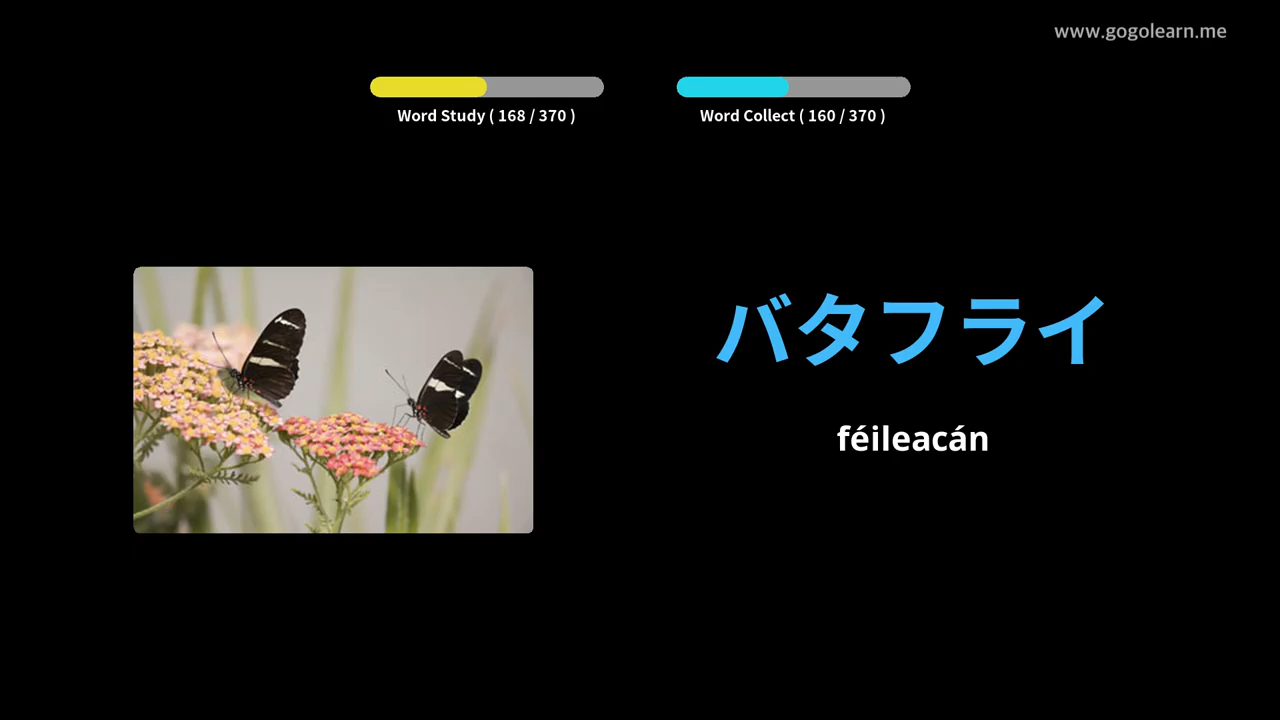 www.gogolearn.me
Word Study ( 168 / 370 )
Word Collect ( 160 / 370 )
バタフライ
féileacán